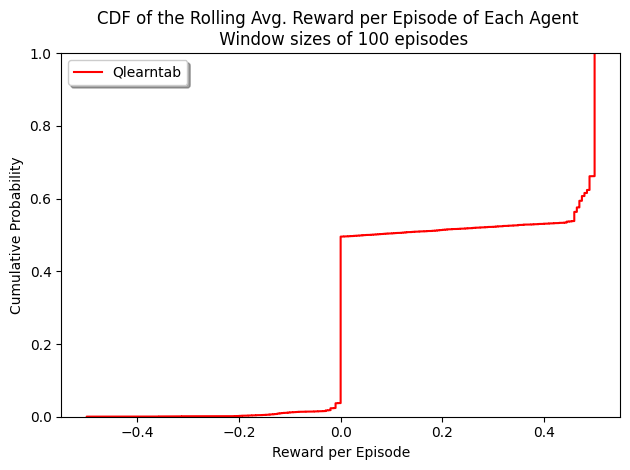 CDF of the Rolling Avg. Reward per Episode of Each Agent
Window sizes of 100 episodes
Qlearntab
1.0
0.8
0.6
0.4
0.2
0.0
Cumulative Probability
−0.4 −0.2 0.0 0.2 0.4
Reward per Episode